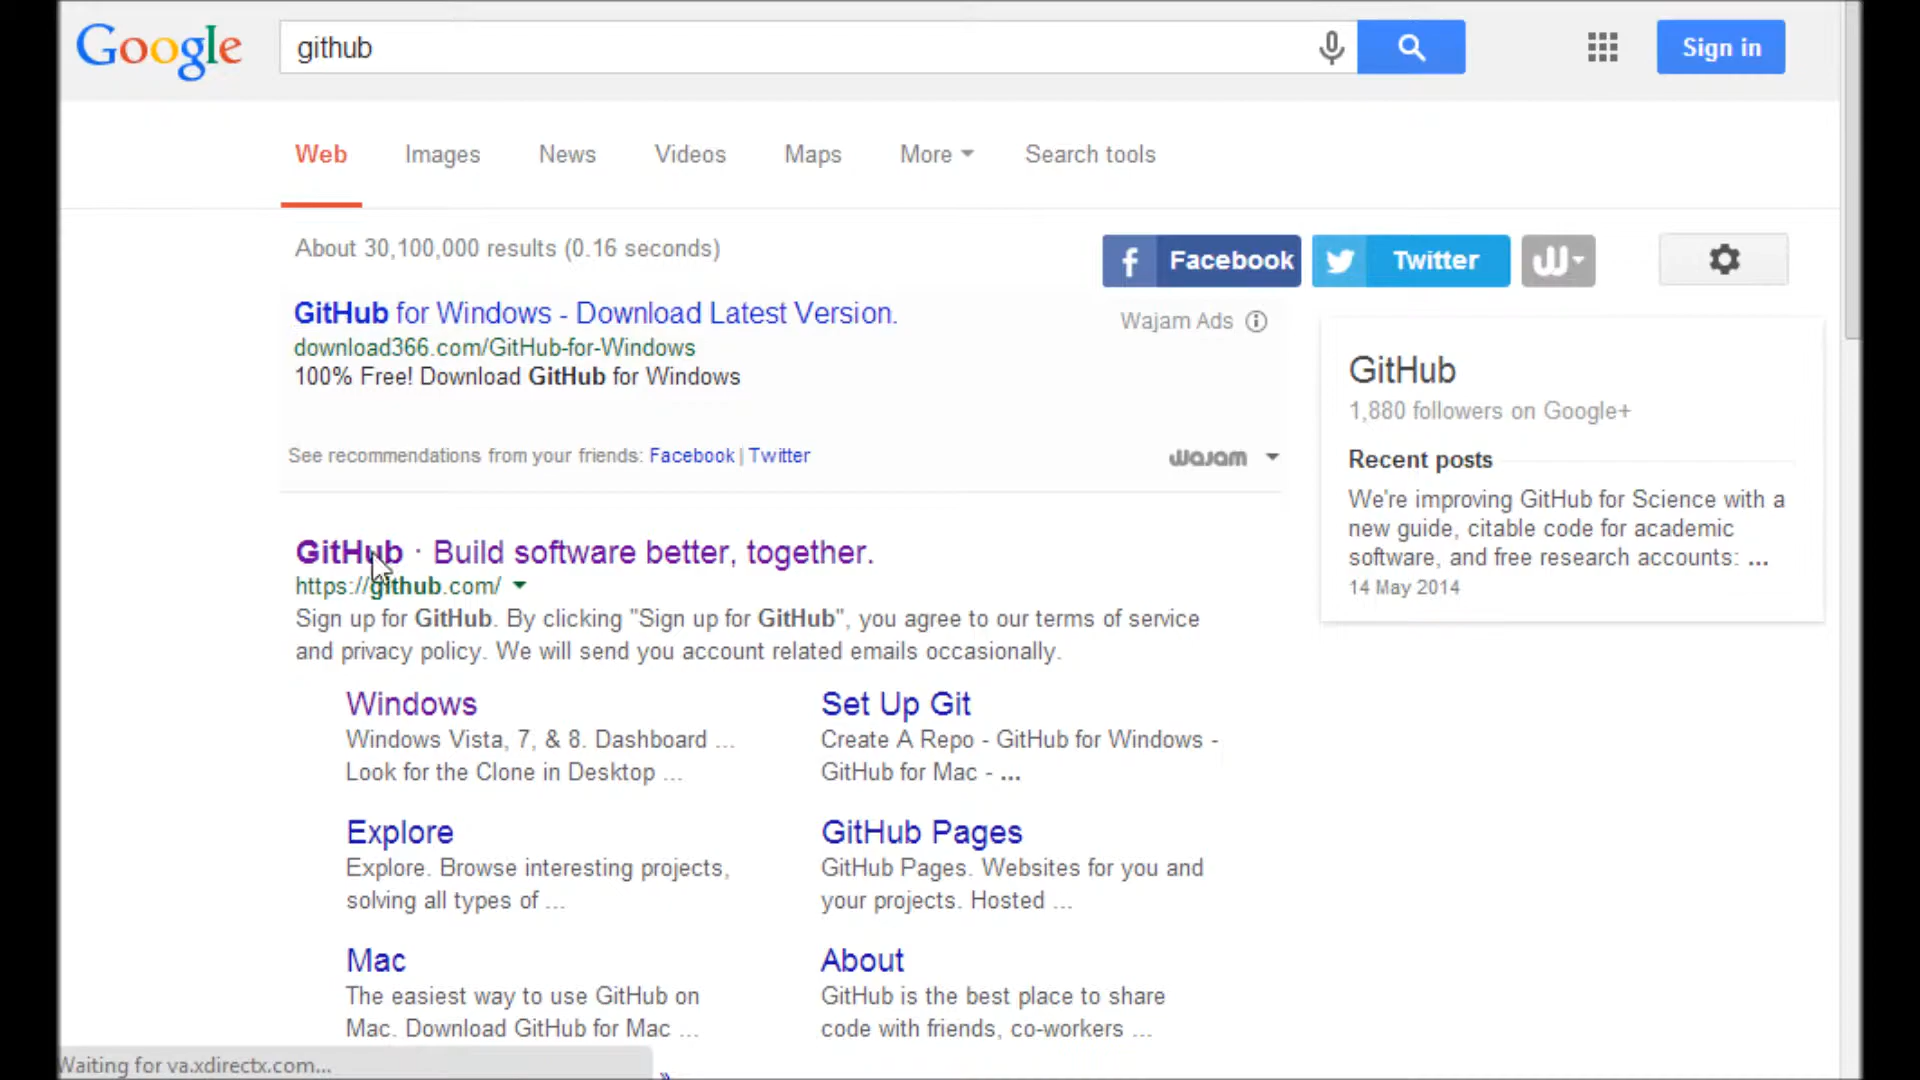 Google
github
Sign in
Web Images News Videos Maps More Search tools
About 30,100,000 results (0.16 seconds)
Facebook
Twitter
GitHub for Windows - Download Latest Version.
download366.com/GitHub-for-Windows
100% Free! Download GitHub for Windows
Wajam Ads
See recommendations from your friends: Facebook | Twitter
wajam
GitHub · Build software better, together.
https://github.com/
Sign up for GitHub. By clicking "Sign up for GitHub", you agree to our terms of service
and privacy policy. We will send you account related emails occasionally.
Windows
Windows Vista, 7, & 8. Dashboard ...
Look for the Clone in Desktop ...
Set Up Git
Create A Repo - GitHub for Windows -
GitHub for Mac - ...
Explore
Explore. Browse interesting projects,
solving all types of ...
GitHub Pages
GitHub Pages. Websites for you and
your projects. Hosted ...
Mac
The easiest way to use GitHub on
Mac. Download GitHub for Mac ...
About
GitHub is the best place to share
code with friends, co-workers ...
GitHub
1,880 followers on Google+
Recent posts
We're improving GitHub for Science with a
new guide, citable code for academic
software, and free research accounts: ...
14 May 2014
Waiting for va.xdirectx.com...
»